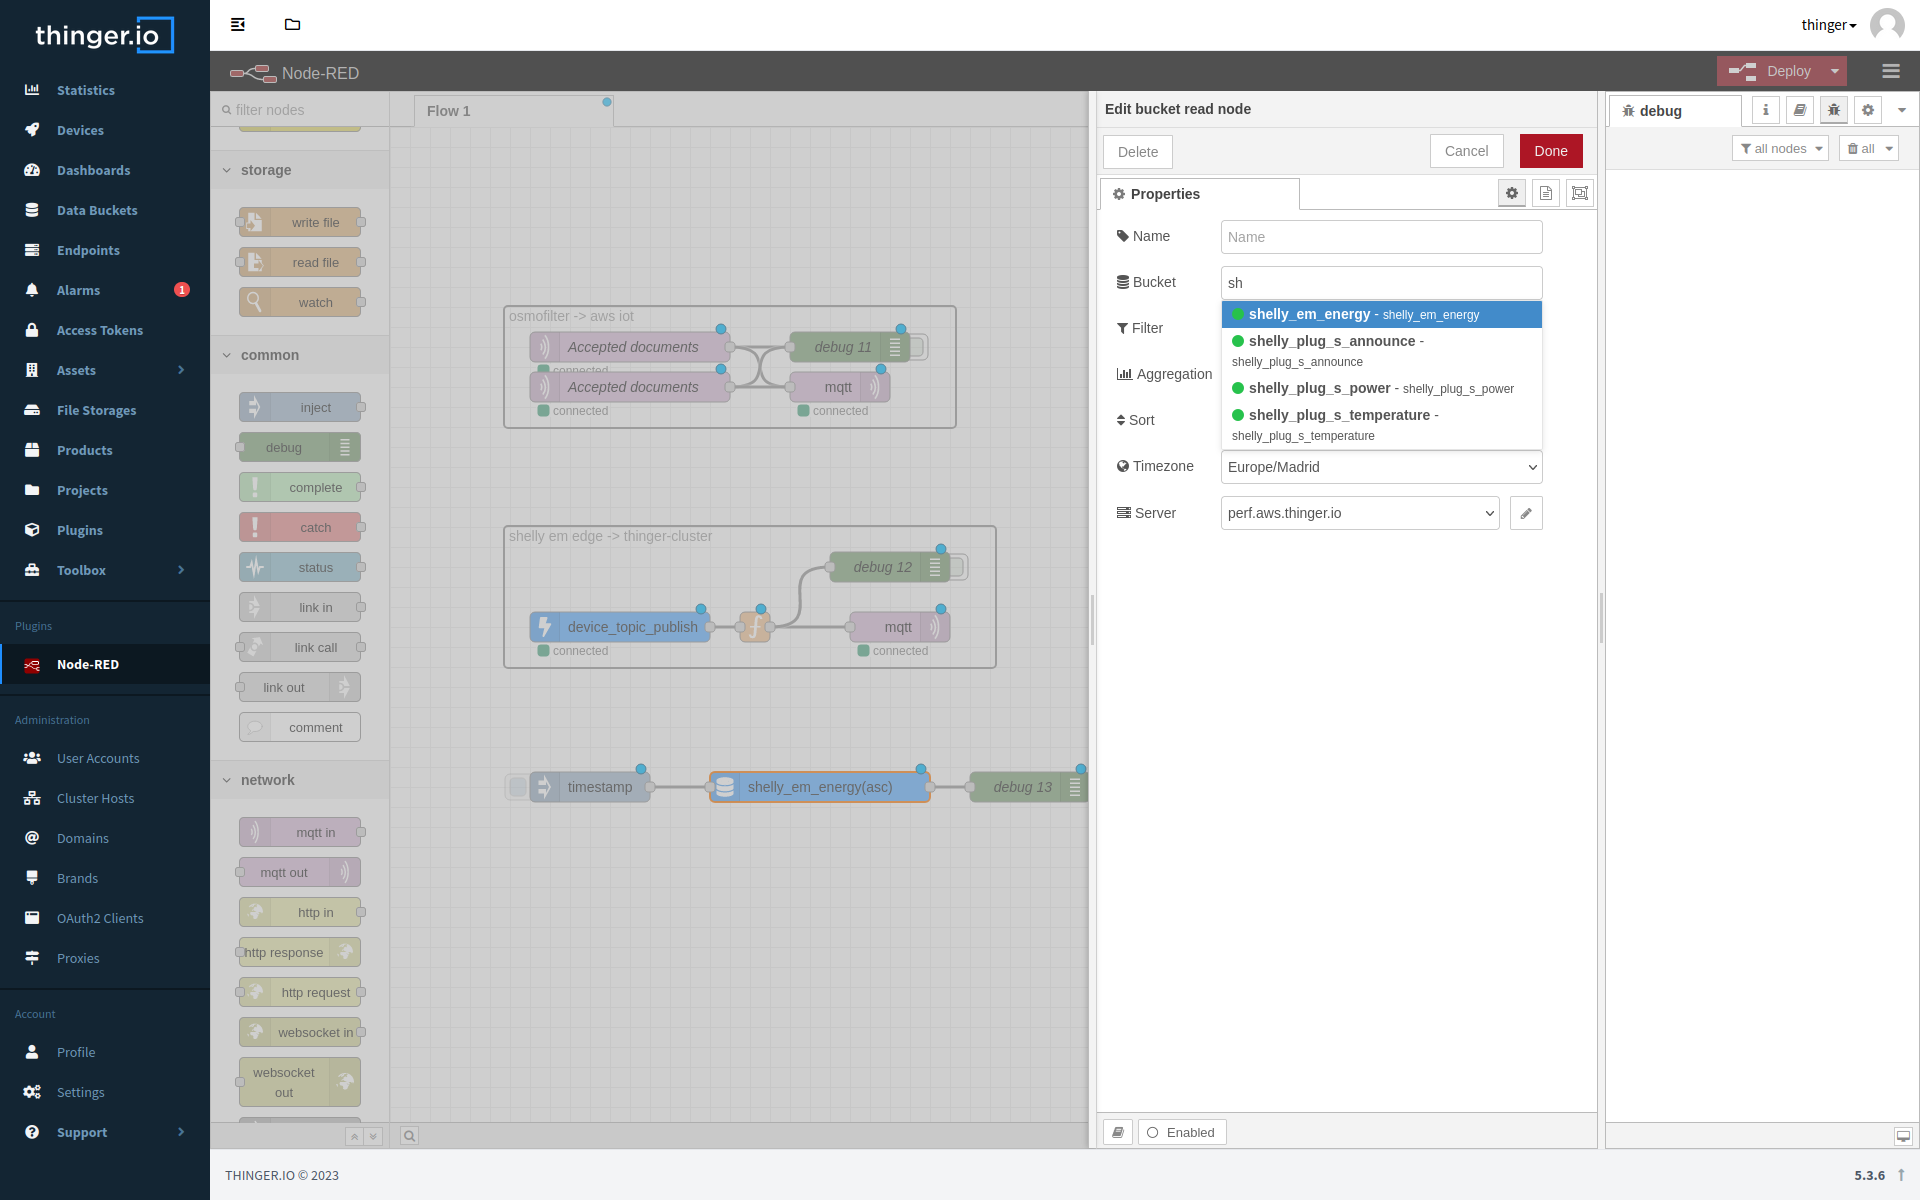 thinger.io
Statistics
Devices
Dashboards
Data Buckets
Endpoints
Alarms
1
Access Tokens
Assets
File Storages
Products
Projects
Plugins
Toolbox
Plugins
Node-RED
Administration
User Accounts
Cluster Hosts
Domains
Brands
OAuth2 Clients
Proxies
Account
Profile
Settings
Support
thinger
Node-RED
Deploy
filter nodes
storage
write file
read file
watch
common
inject
debug
complete
catch
status
link in
link call
link out
comment
network
mqtt in
mqtt out
http in
http response
http request
websocket in
websocket
out
Flow 1
osmofilter -> aws iot
Accepted documents
debug 11
connected
Accepted documents
mqtt
connected
connected
shelly em edge -> thinger-cluster
debug 12
device_topic_publish
mqtt
connected
connected
timestamp
shelly_em_energy(asc)
debug 13
Edit bucket read node
Delete
Cancel
Done
Properties
Name
Name
Bucket
sh
shelly_em_energy - shelly_em_energy
shelly_plug_s_announce -
shelly_plug_s_announce
shelly_plug_s_power - shelly_plug_s_power
shelly_plug_s_temperature -
shelly_plug_s_temperature
Filter
Aggregation
Sort
Timezone
Europe/Madrid
Server
perf.aws.thinger.io
Enabled
debug
all nodes
all
THINGER.IO © 2023
5.3.6